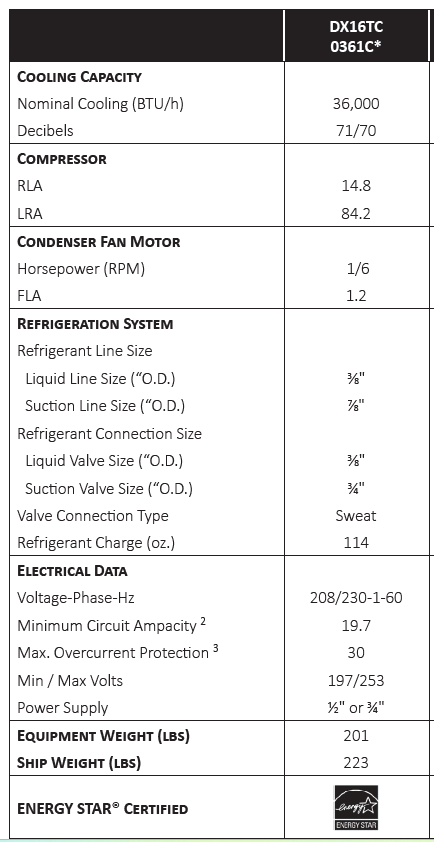 DX16TC
0361C*
COOLING CAPACITY
Nominal Cooling (BTU/h) 36,000
Decibels 71/70
COMPRESSOR
RLA 14.8
LRA 84.2
CONDENSER FAN MOTOR
Horsepower (RPM) 1/6
FLA 1.2
REFRIGERATION SYSTEM
Refrigerant Line Size
Liquid Line Size (“O.D.) ⅜"
Suction Line Size (“O.D.) ⅞"
Refrigerant Connection Size
Liquid Valve Size (“O.D.) ⅜"
Suction Valve Size (“O.D.) ¾"
Valve Connection Type Sweat
Refrigerant Charge (oz.) 114
ELECTRICAL DATA
Voltage-Phase-Hz 208/230-1-60
Minimum Circuit Ampacity ² 19.7
Max. Overcurrent Protection ³ 30
Min / Max Volts 197/253
Power Supply ½" or ¾"
EQUIPMENT WEIGHT (LBS) 201
SHIP WEIGHT (LBS) 223
ENERGY STAR® CERTIFIED
energy
ENERGY STAR